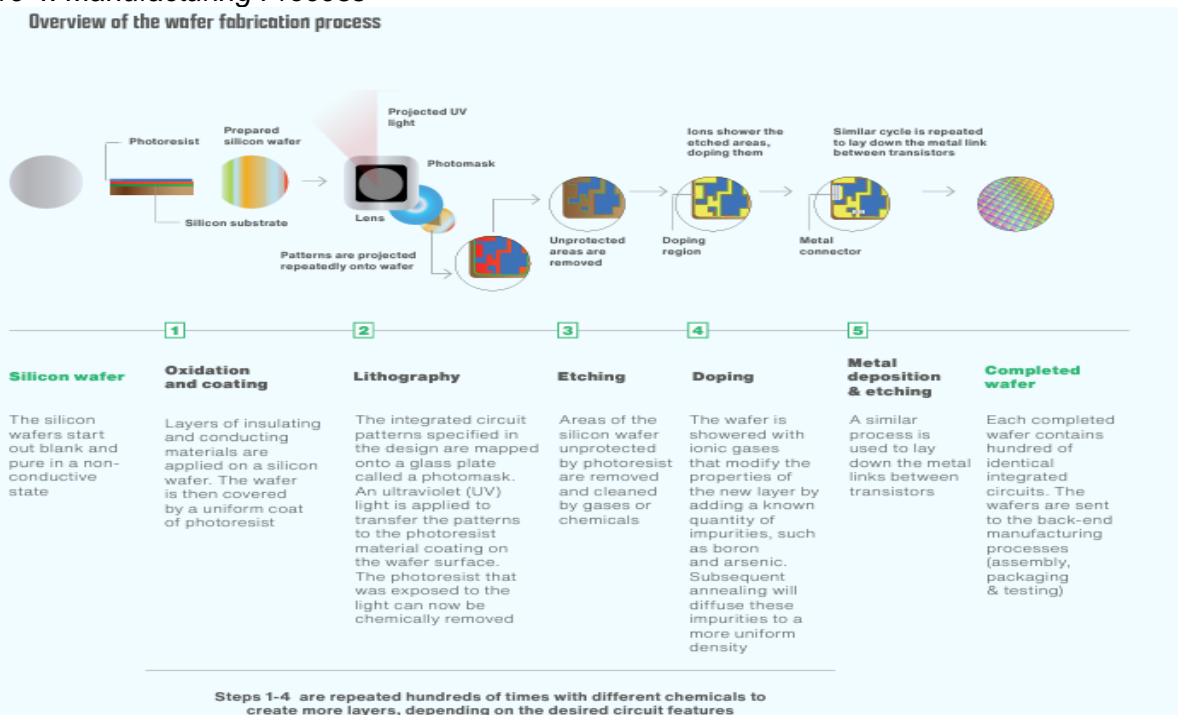 Manufacturing Process
Overview of the wafer fabrication process
Projected UV
light
Photoresist
Prepared
silicon wafer
Photomask
Ions shower the
etched areas,
doping them
Similar cycle is repeated
to lay down the metal link
between transistors
Silicon substrate
Lens
Patterns are projected
repeatedly onto wafer
Unprotected
areas are
removed
Doping
region
Metal
connector
1
2
3
4
5
Silicon wafer
The silicon
wafers start
out blank and
pure in a non-
conductive
state
Oxidation
and coating
Layers of insulating
and conducting
materials are
applied on a silicon
wafer. The wafer
is then covered
by a uniform coat
of photoresist
Lithography
The integrated circuit
patterns specified in
the design are mapped
onto a glass plate
called a photomask.
An ultraviolet (UV)
light is applied to
transfer the patterns
to the photoresist
material coating on
the wafer surface.
The photoresist that
was exposed to the
light can now be
chemically removed
Etching
Areas of the
silicon wafer
unprotected
by photoresist
are removed
and cleaned
by gases or
chemicals
Doping
The wafer is
showered with
ionic gases
that modify the
properties of
the new layer by
adding a known
quantity of
impurities, such
as boron
and arsenic.
Subsequent
annealing will
diffuse these
impurities to a
more uniform
density
Metal
deposition
& etching
A similar
process is
used to lay
down the metal
links between
transistors
Completed
wafer
Each completed
wafer contains
hundred of
identical
integrated
circuits. The
wafers are sent
to the back-end
manufacturing
processes
(assembly,
packaging
& testing)
Steps 1-4 are repeated hundreds of times with different chemicals to
create more layers, depending on the desired circuit features